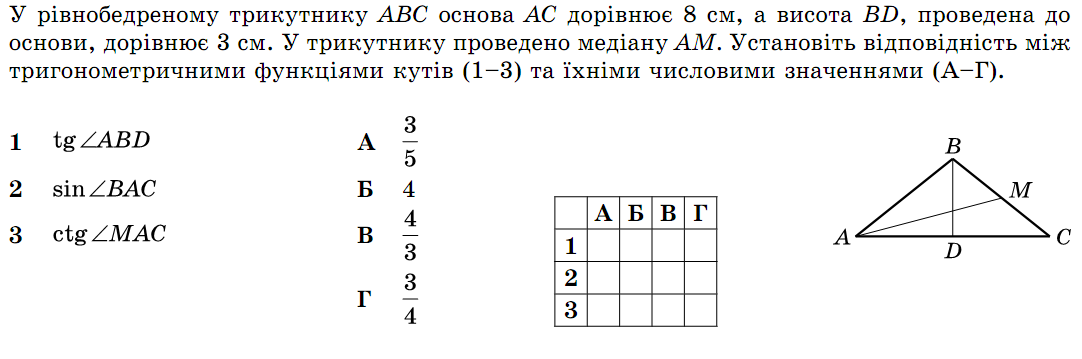 У рівнобедреному трикутнику ABC основа AC дорівнює 8 см, а висота BD, проведена до
основи, дорівнює 3 см. У трикутнику проведено медіану AM. Установіть відповідність між
тригонометричними функціями кутів (1–3) та їхніми числовими значеннями (А–Г).
1 tg∠ABD
2 sin∠BAC
3 ctg∠MAC
А 3/5
Б 4
В 4/3
Г 3/4
А Б В Г
1
2
3
B
M
A
D
C